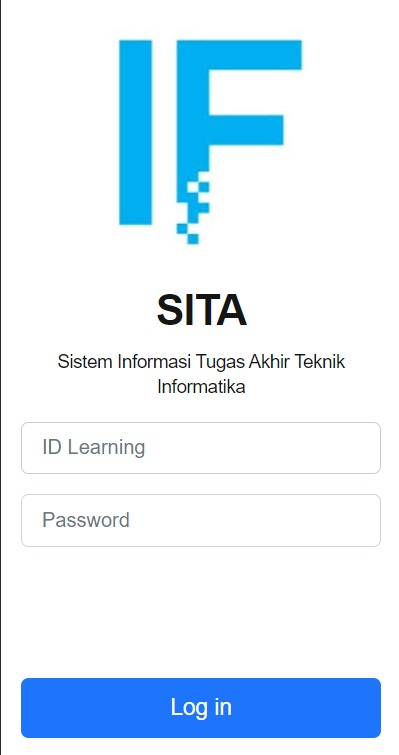 IF
SITA
Sistem Informasi Tugas Akhir Teknik
Informatika
ID Learning
Password
Log in